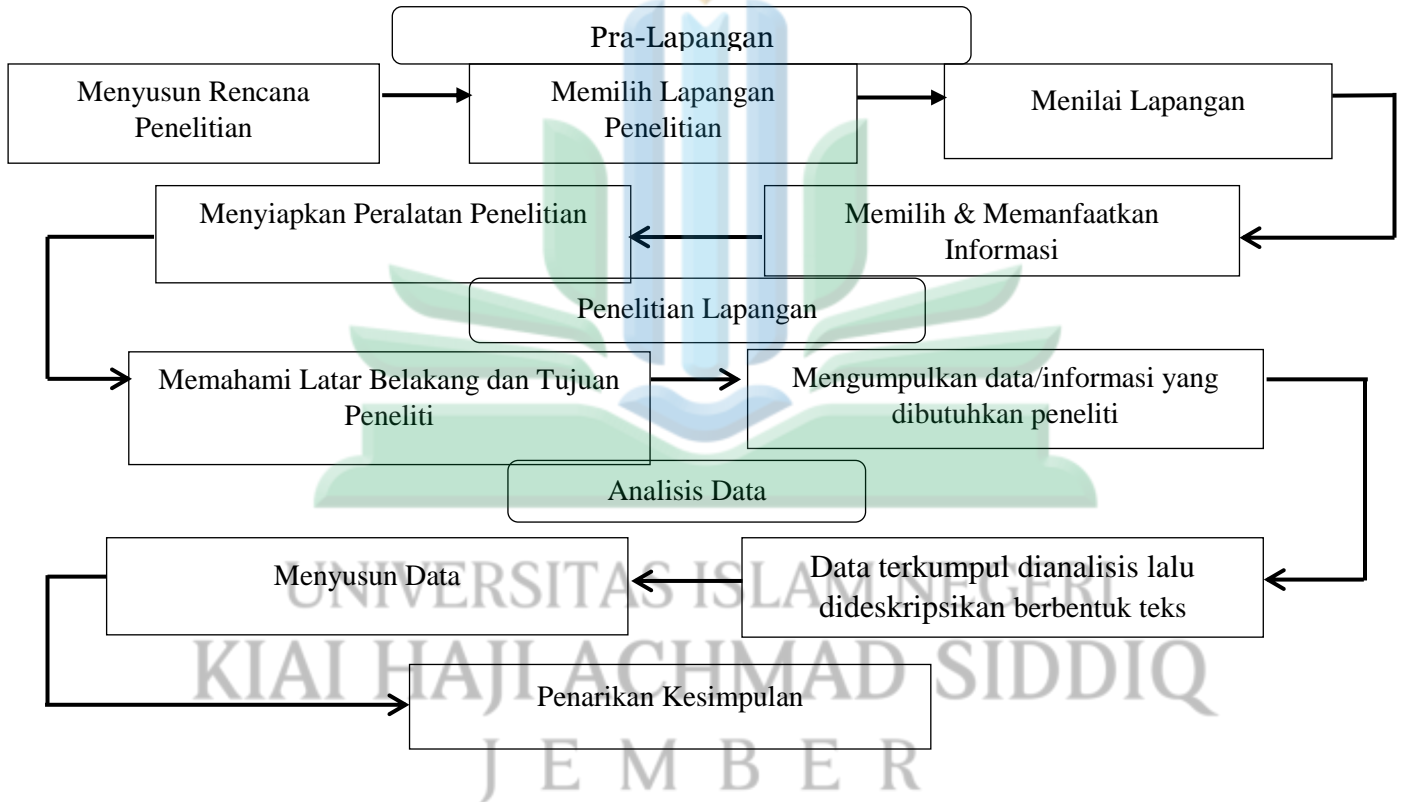 Pra-Lapangan
Menyusun Rencana
Penelitian
Memilih Lapangan
Penelitian
Menilai Lapangan
Memilih & Memanfaatkan
Informasi
Menyiapkan Peralatan Penelitian
Penelitian Lapangan
Memahami Latar Belakang dan Tujuan
Peneliti
Mengumpulkan data/informasi yang
dibutuhkan peneliti
Analisis Data
Data terkumpul dianalisis lalu
dideskripsikan berbentuk teks
Menyusun Data
Penarikan Kesimpulan
UNIVERSITAS ISLAM NEGERI
KIAI HAJI ACHMAD SIDDIQ
JEMBER